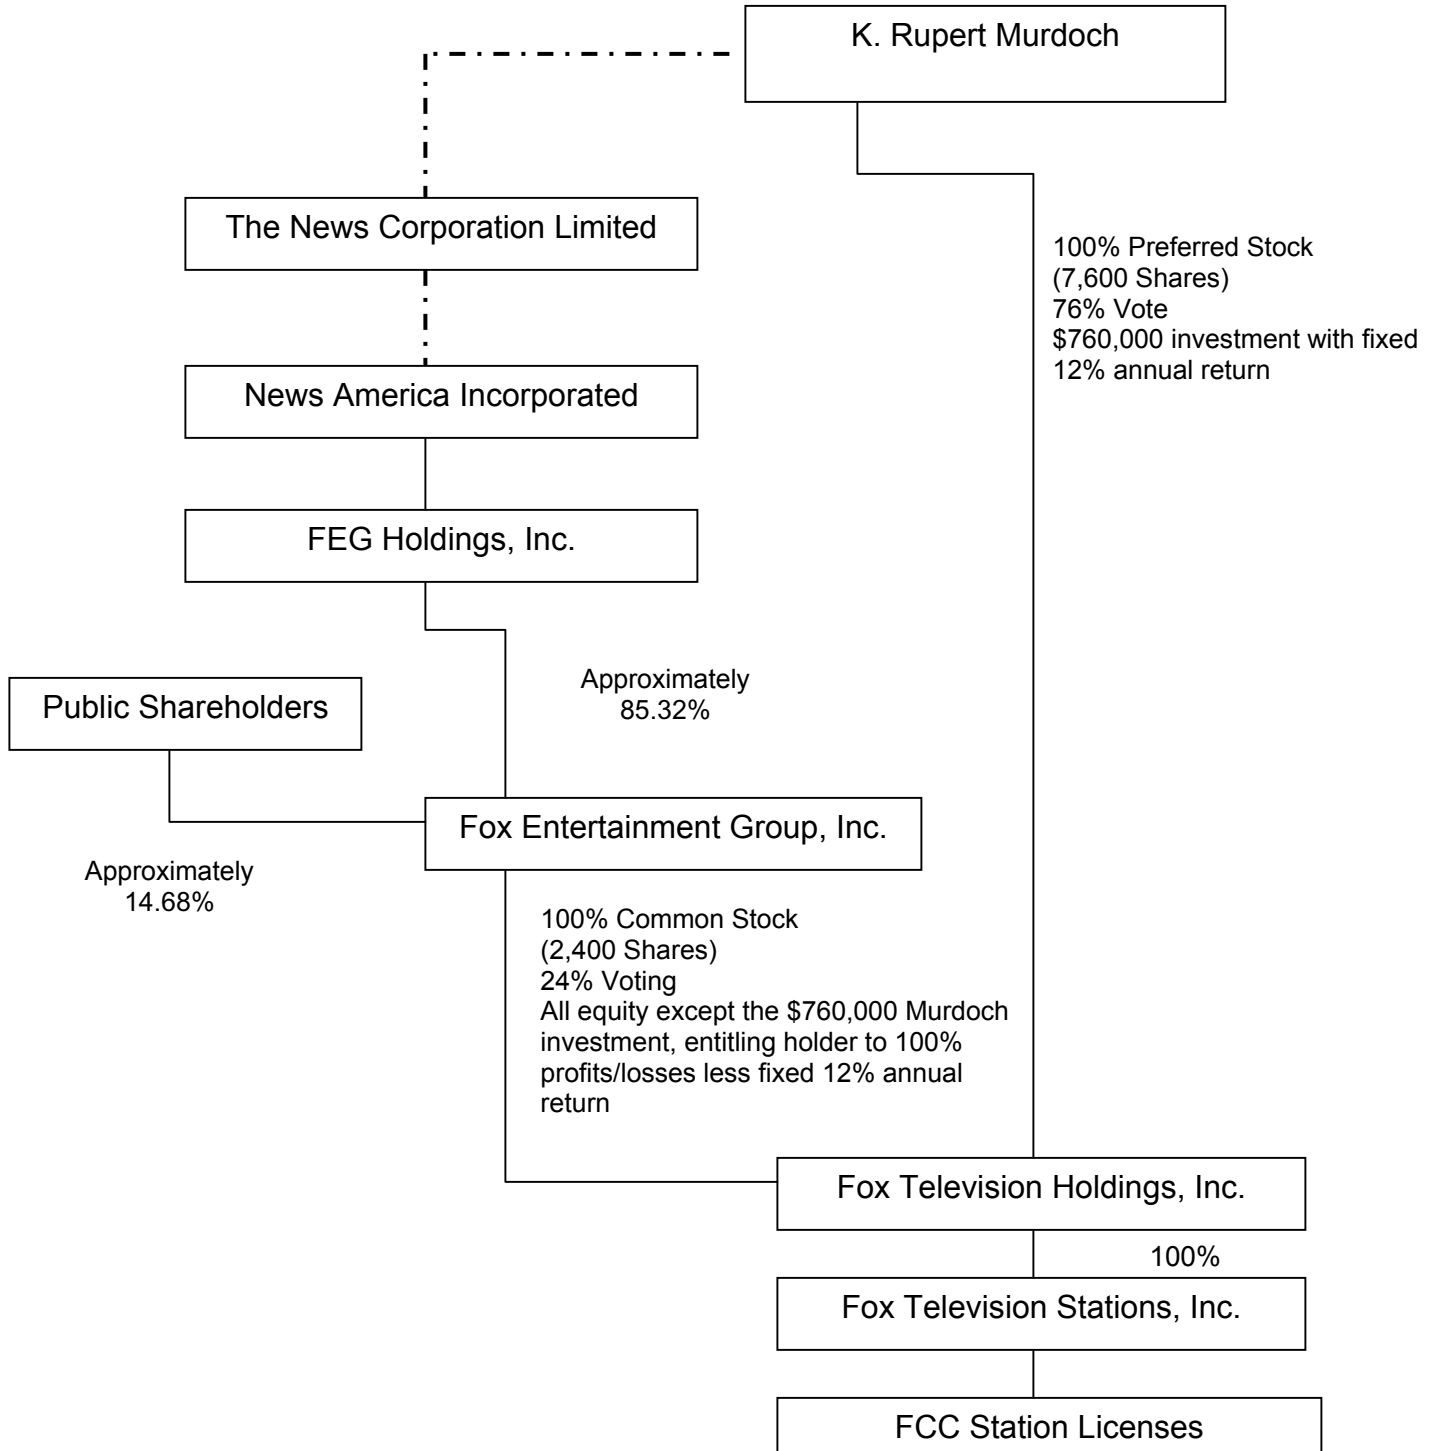 K. Rupert Murdoch
The News Corporation Limited
100% Preferred Stock
(7,600 Shares)
76% Vote
$760,000 investment with fixed
12% annual return
News America Incorporated
FEG Holdings, Inc.
Approximately
85.32%
Public Shareholders
Fox Entertainment Group, Inc.
Approximately
14.68%
100% Common Stock
(2,400 Shares)
24% Voting
All equity except the $760,000 Murdoch
investment, entitling holder to 100%
profits/losses less fixed 12% annual
return
Fox Television Holdings, Inc.
100%
Fox Television Stations, Inc.
FCC Station Licenses